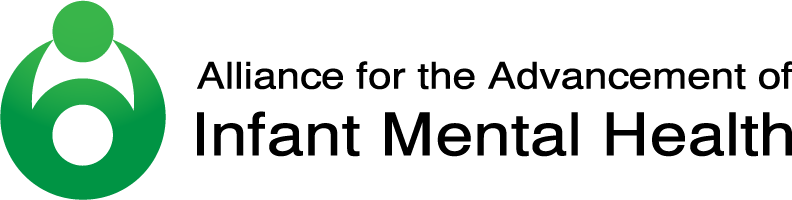 Alliance for the Advancement of
Infant Mental Health